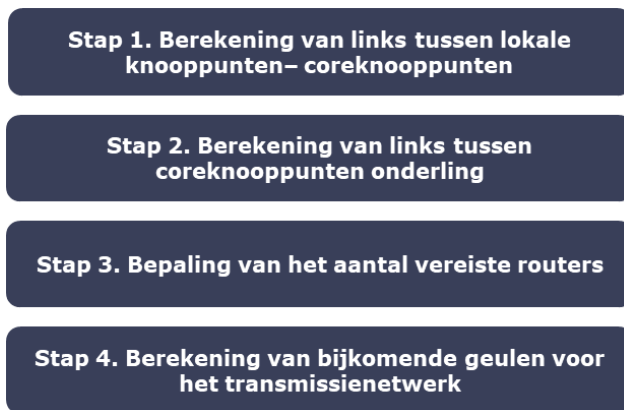 Stap 1. Berekening van links tussen lokale
knooppunten– coreknooppunten
Stap 2. Berekening van links tussen
coreknooppunten onderling
Stap 3. Bepaling van het aantal vereiste routers
Stap 4. Berekening van bijkomende geulen voor
het transmissienetwerk